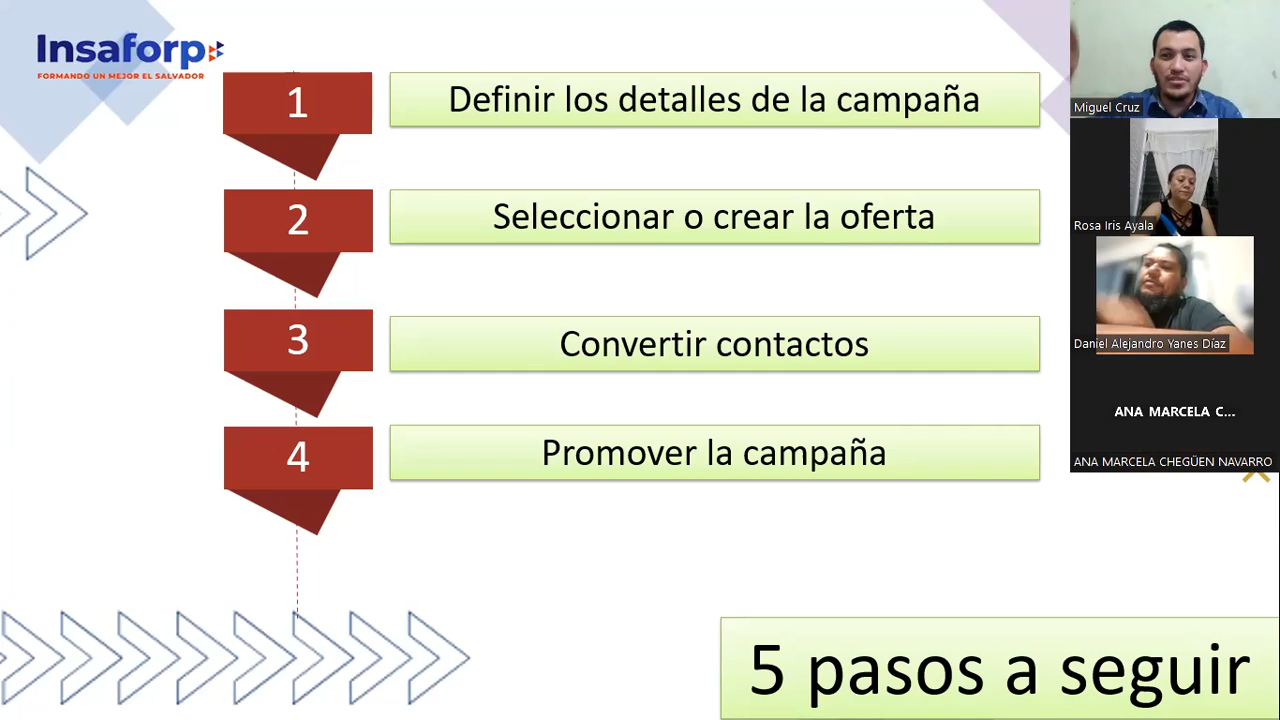 Insaforp
FORMANDO UN MEJOR EL SALVADOR
1
Definir los detalles de la campaña
2
Seleccionar o crear la oferta
3
Convertir contactos
4
Promover la campaña
5 pasos a seguir
Miguel Cruz
Rosa Iris Ayala
Daniel Alejandro Yanes Díaz
ANA MARCELA C...
ANA MARCELA CHEGÜEN NAVARRO